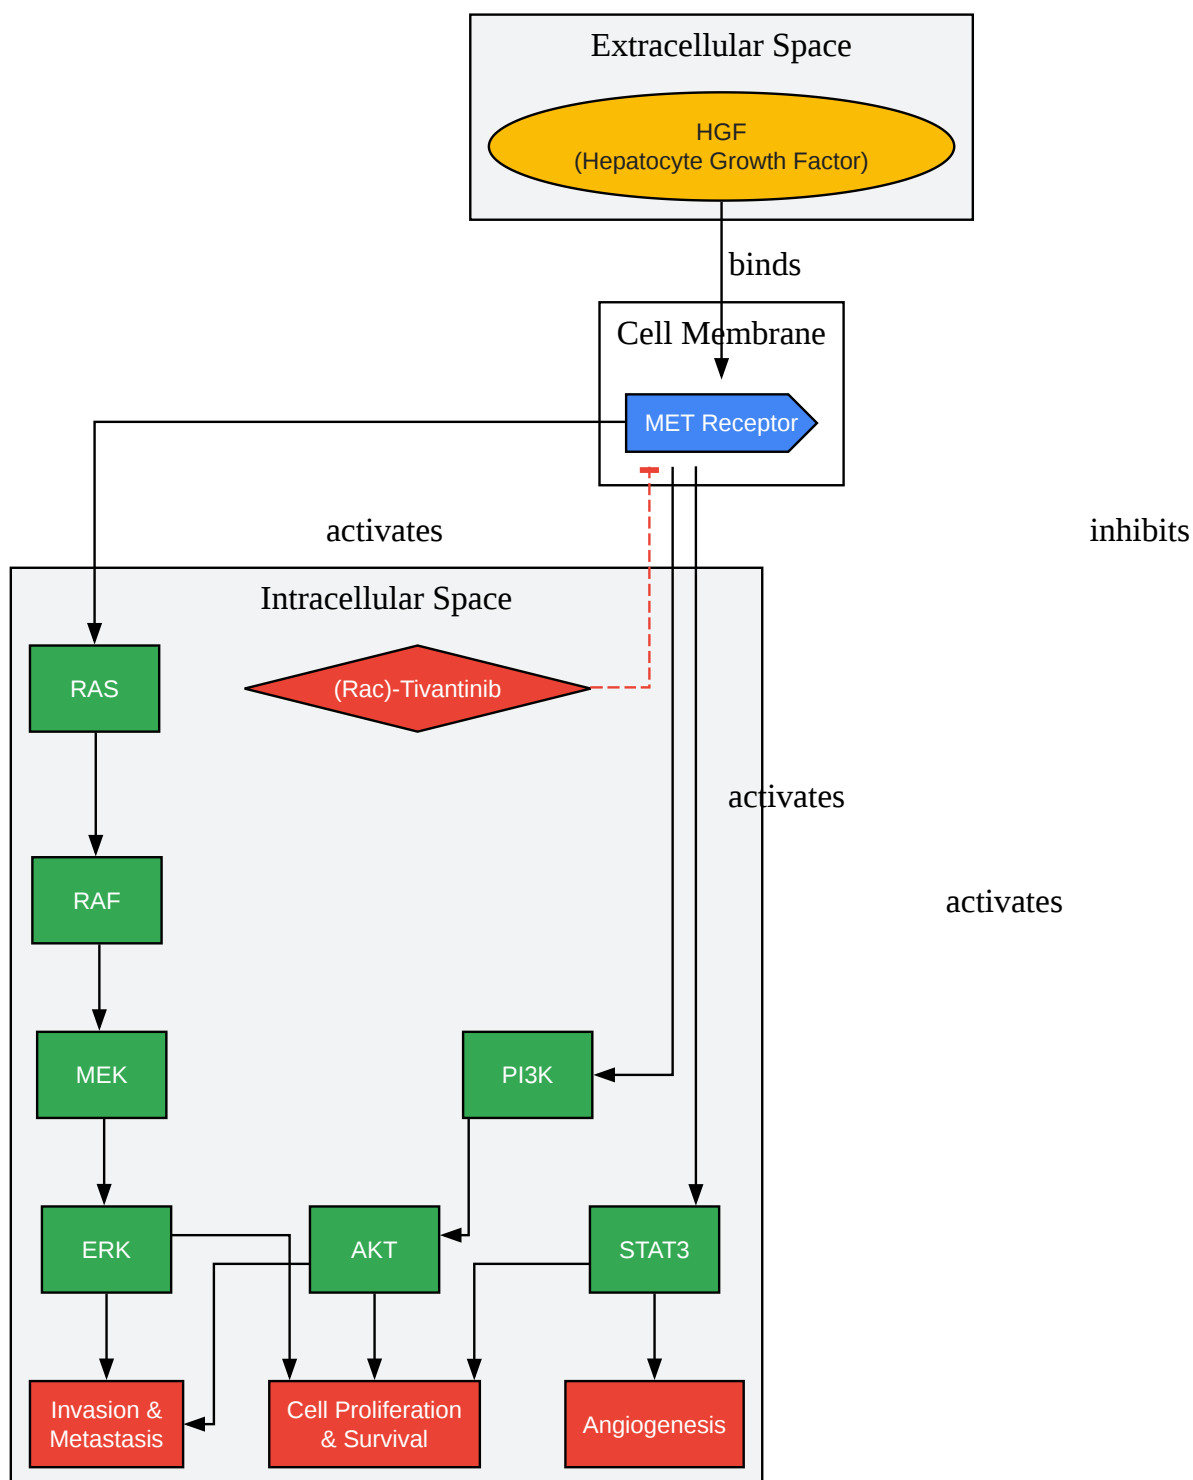 Extracellular Space
HGF
(Hepatocyte Growth Factor)
binds
Cell Membrane
MET Receptor
activates
inhibits
Intracellular Space
RAS
(Rac)-Tivantinib
activates
RAF
activates
MEK
PI3K
ERK
AKT
STAT3
Invasion &
Metastasis
Cell Proliferation
& Survival
Angiogenesis